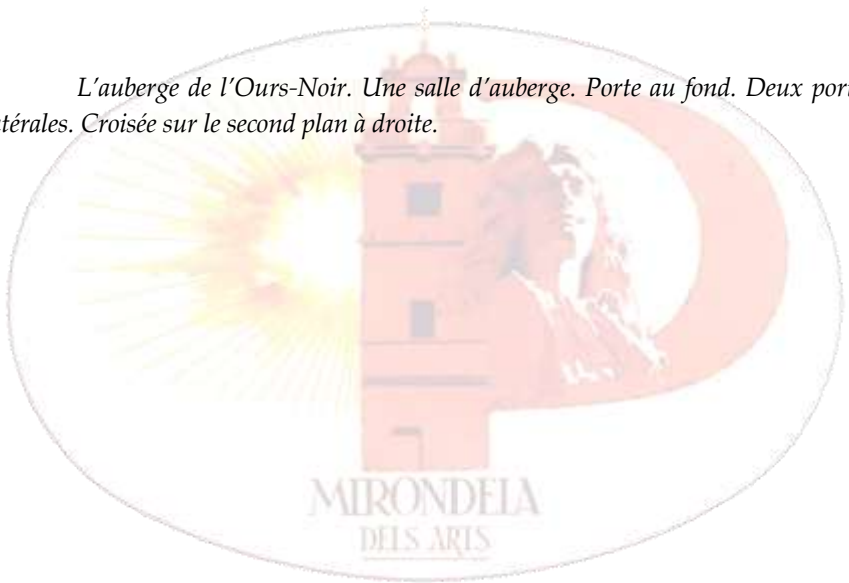 L'auberge de l'Ours-Noir. Une salle d'auberge. Porte au fond. Deux
térales. Croisée sur le second plan à droite.
MIRONDELA
DELS ARTS